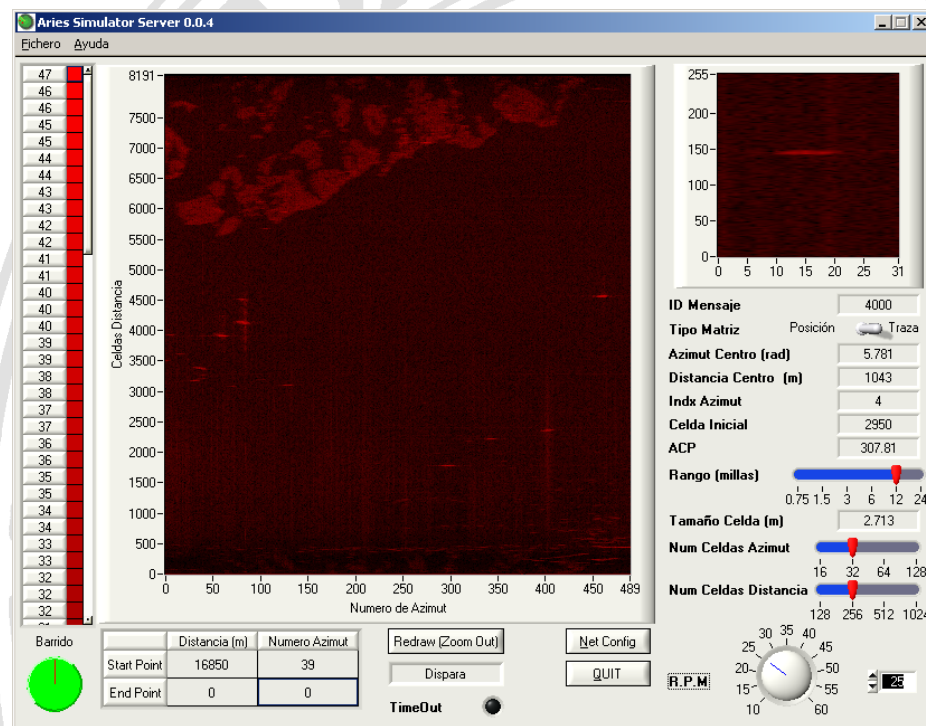 Aries Simulator Server 0.0.4
Fichero Ayuda
47
46
46
45
45
44
44
43
43
42
42
41
41
40
40
40
39
39
38
38
37
37
36
36
35
35
34
34
33
33
32
32
32
Barrido
Celdas Distancia
8191
7500
7000
6500
6000
5500
5000
4500
4000
3500
3000
2500
2000
1500
1000
500
0
0 50 100 150 200 250 300 350 400 450 489
Numero de Azimut
255
200
150
100
50
0
0 5 10 15 20 25 31
ID Mensaje 4000
Tipo Matriz Posición Traza
Azimut Centro (rad) 5.781
Distancia Centro (m) 1043
Indx Azimut 4
Celda Inicial 2950
ACP 307.81
Rango (millas)
0.75 1.5 3 6 12 24
Tamaño Celda (m) 2.713
Num Celdas Azimut
16 32 64 128
Num Celdas Distancia
128 256 512 1024
Distancia (m) Numero Azimut
Start Point 16850 39
End Point 0 0
Redraw (Zoom Out)
Dispara
TimeOut
Net Config
QUIT
R.P.M
10 15 20 25 30 35 40 45 50 55 60
25